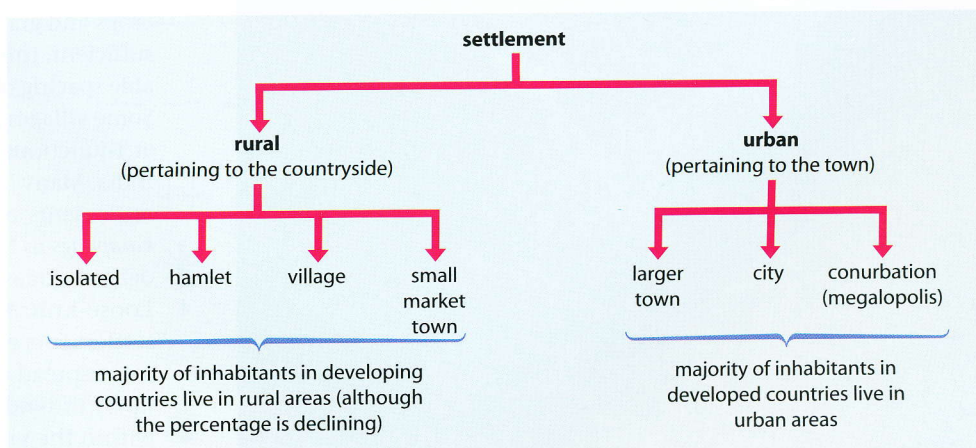 settlement
rural
(pertaining to the countryside)
urban
(pertaining to the town)
isolated
hamlet
village
small
market
town
larger
town
city
conurbation
(megalopolis)
majority of inhabitants in developing
countries live in rural areas (although
the percentage is declining)
majority of inhabitants in
developed countries live in
urban areas